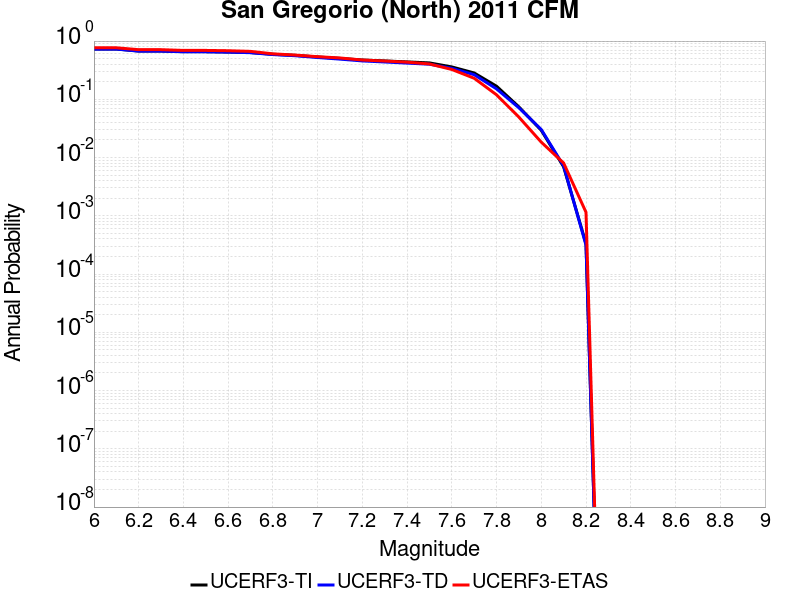 San Gregorio (North) 2011 CFM
10^0
10^-1
10^-2
10^-3
10^-4
10^-5
10^-6
10^-7
10^-8
Annual Probability
6 6.2 6.4 6.6 6.8 7 7.2 7.4 7.6 7.8 8 8.2 8.4 8.6 8.8 9
Magnitude
UCERF3-TI UCERF3-TD UCERF3-ETAS